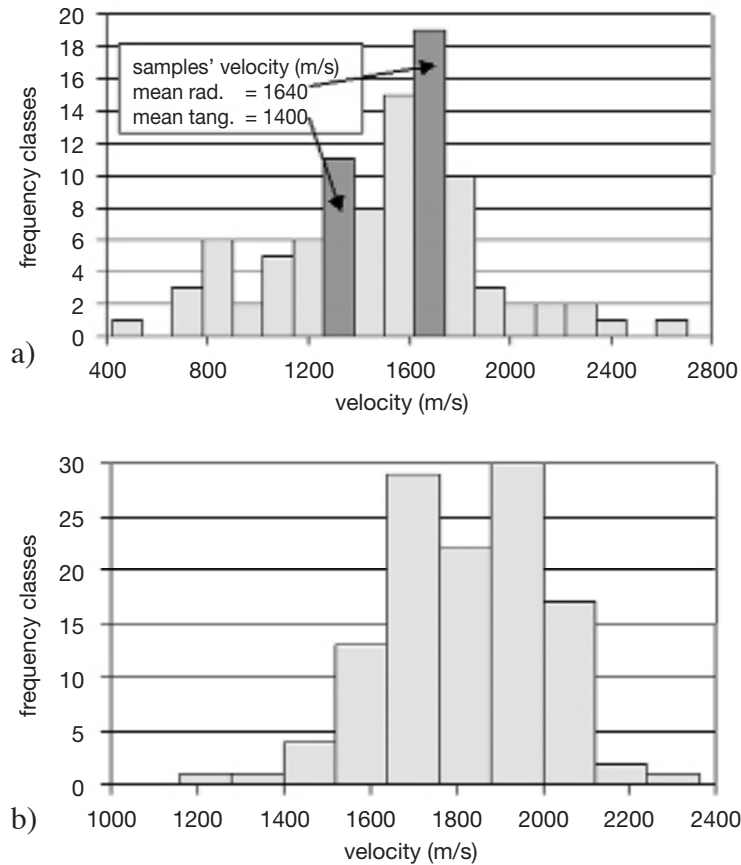 20
18
16
14
12
10
8
6
4
2
0
frequency classes
samples' velocity (m/s)
mean rad. = 1640
mean tang. = 1400
400 800 1200 1600 2000 2400 2800
velocity (m/s)
a)
30
25
20
15
10
5
0
frequency classes
1000 1200 1400 1600 1800 2000 2200 2400
velocity (m/s)
b)